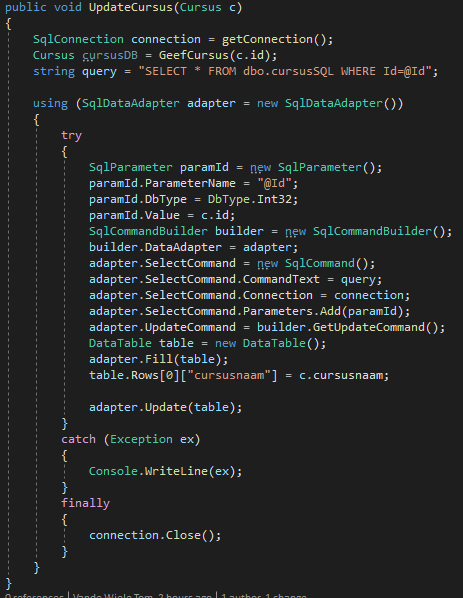 public void UpdateCursus(Cursus c)
{
SqlConnection connection = getConnection();
Cursus cursusDB = GeefCursus(c.id);
string query = "SELECT * FROM dbo.cursusSQL WHERE Id=@Id";
using (SqlDataAdapter adapter = new SqlDataAdapter())
{
try
{
SqlParameter paramId = new SqlParameter();
paramId.ParameterName = "@Id";
paramId.DbType = DbType.Int32;
paramId.Value = c.id;
SqlCommandBuilder builder = new SqlCommandBuilder();
builder.DataAdapter = adapter;
adapter.SelectCommand = new SqlCommand();
adapter.SelectCommand.CommandText = query;
adapter.SelectCommand.Connection = connection;
adapter.SelectCommand.Parameters.Add(paramId);
adapter.UpdateCommand = builder.GetUpdateCommand();
DataTable table = new DataTable();
adapter.Fill(table);
table.Rows[0]["cursusnaam"] = c.cursusnaam;
adapter.Update(table);
}
catch (Exception ex)
{
Console.WriteLine(ex);
}
finally
{
connection.Close();
}
}
0 references | Vande Wiele Tom, 2 hours ago | 1 author, 1 change
}